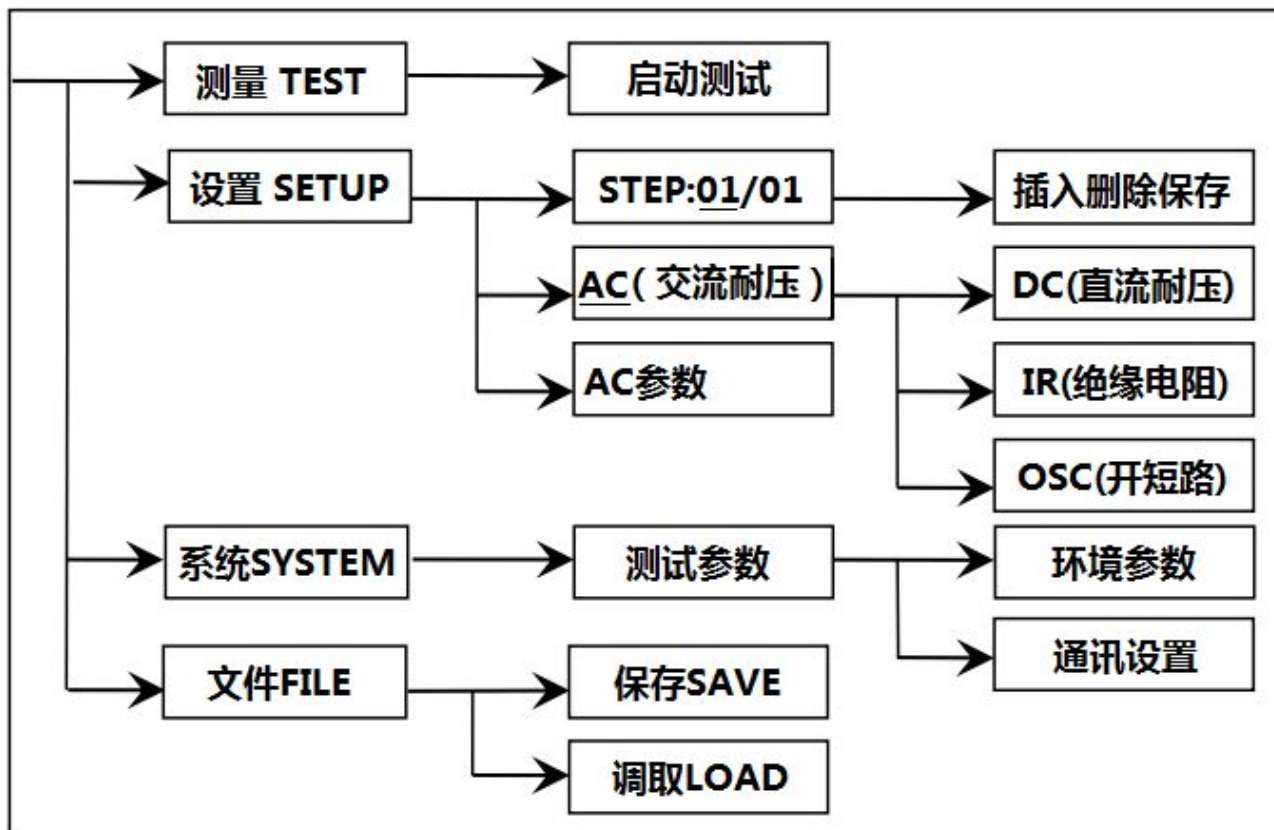 测量 TEST
启动测试
设置 SETUP
STEP:01/01
插入删除保存
AC(交流耐压)
DC(直流耐压)
AC参数
IR(绝缘电阻)
OSC(开短路)
系统SYSTEM
测试参数
环境参数
通讯设置
文件FILE
保存SAVE
调取LOAD